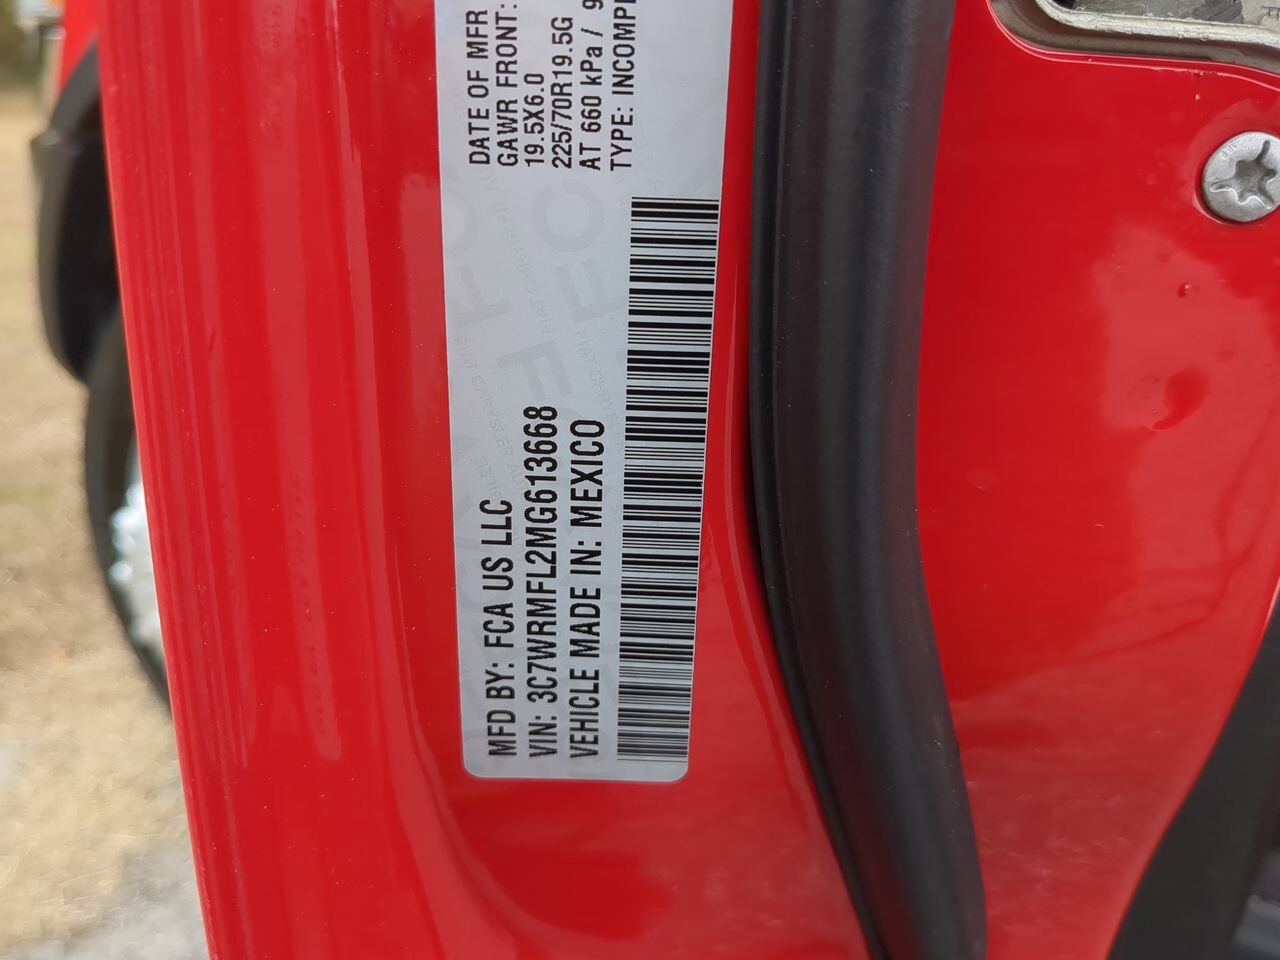 MFD BY: FCA US LLC
VIN: 3C7WRMFL2MG613668
VEHICLE MADE IN: MEXICO
DATE OF MFR
GAWR FRONT:
19.5X6.0
225/70R19.5G
AT 660 kPa / 9
TYPE: INCOMPL